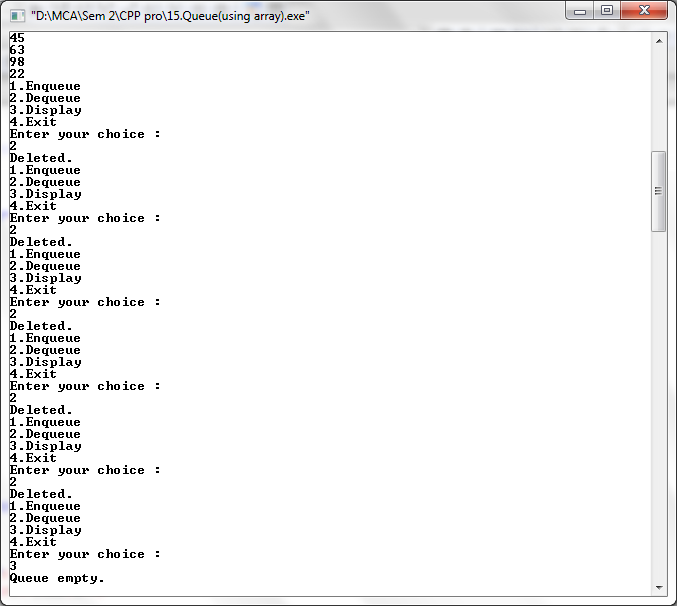 "D:\MCA\Sem 2\CPP pro\15.Queue(using array).exe"
45
63
98
22
1.Enqueue
2.Dequeue
3.Display
4.Exit
Enter your choice :
2
Deleted.
1.Enqueue
2.Dequeue
3.Display
4.Exit
Enter your choice :
2
Deleted.
1.Enqueue
2.Dequeue
3.Display
4.Exit
Enter your choice :
2
Deleted.
1.Enqueue
2.Dequeue
3.Display
4.Exit
Enter your choice :
2
Deleted.
1.Enqueue
2.Dequeue
3.Display
4.Exit
Enter your choice :
2
Deleted.
1.Enqueue
2.Dequeue
3.Display
4.Exit
Enter your choice :
3
Queue empty.